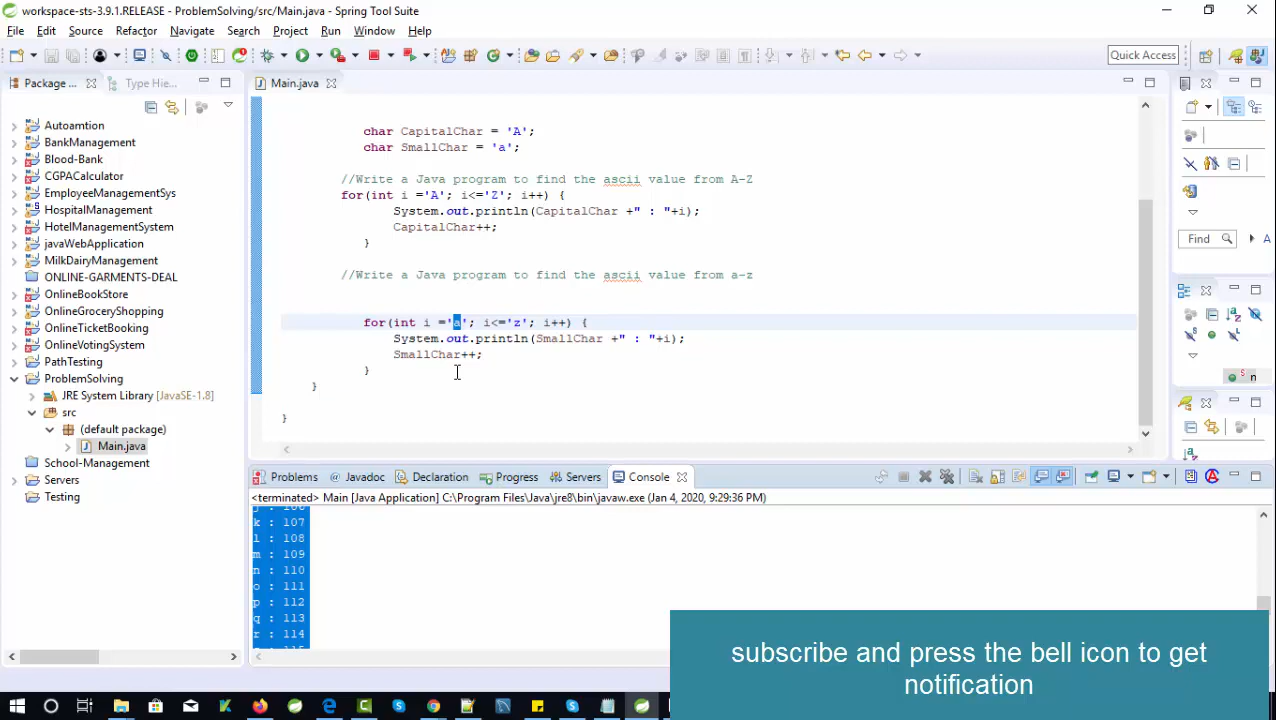 workspace-sts-3.9.1.RELEASE - ProblemSolving/src/Main.java - Spring Tool Suite
File Edit Source Refactor Navigate Search Project Run Window Help
Quick Access
Package ...
Type Hie...
Main.java
Autoamtion
BankManagement
Blood-Bank
CGPACalculator
EmployeeManagementSys
HospitalManagement
HotelManagementSystem
javaWebApplication
MilkDairyManagement
ONLINE-GARMENTS-DEAL
OnlineBookStore
OnlineGroceryShopping
OnlineTicketBooking
OnlineVotingSystem
PathTesting
ProblemSolving
JRE System Library [JavaSE-1.8]
src
(default package)
Main.java
School-Management
Servers
Testing
char CapitalChar = 'A';
char SmallChar = 'a';
//Write a Java program to find the ascii value from A-Z
for(int i ='A'; i<='Z'; i++) {
System.out.println(CapitalChar +" : "+i);
CapitalChar++;
}
//Write a Java program to find the ascii value from a-z
for(int i ='a'; i<='z'; i++) {
System.out.println(SmallChar +" : "+i);
SmallChar++;
}
}
}
Find
A
n
Problems @ Javadoc Declaration Progress Servers Console
<terminated> Main [Java Application] C:\Program Files\Java\jre8\bin\javaw.exe (Jan 4, 2020, 9:29:36 PM)
k : 107
l : 108
m : 109
n : 110
o : 111
p : 112
q : 113
r : 114
subscribe and press the bell icon to get
notification